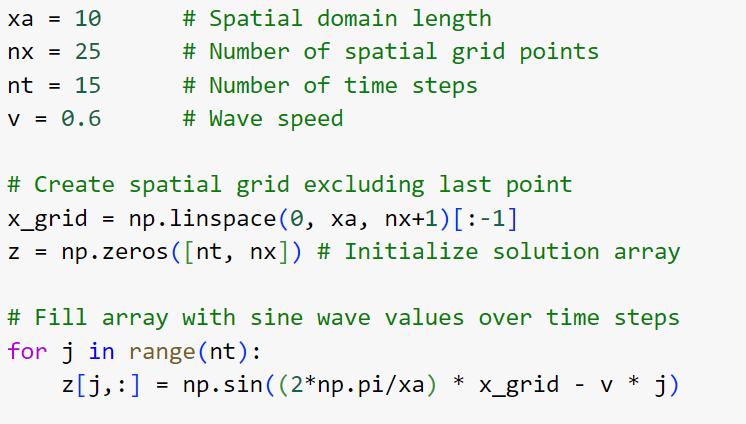 xa = 10      # Spatial domain length
nx = 25      # Number of spatial grid points
nt = 15      # Number of time steps
v = 0.6      # Wave speed
# Create spatial grid excluding last point
x_grid = np.linspace(0, xa, nx+1)[:-1]
z = np.zeros([nt, nx]) # Initialize solution array
# Fill array with sine wave values over time steps
for j in range(nt):
    z[j,:] = np.sin((2*np.pi/xa) * x_grid - v * j)